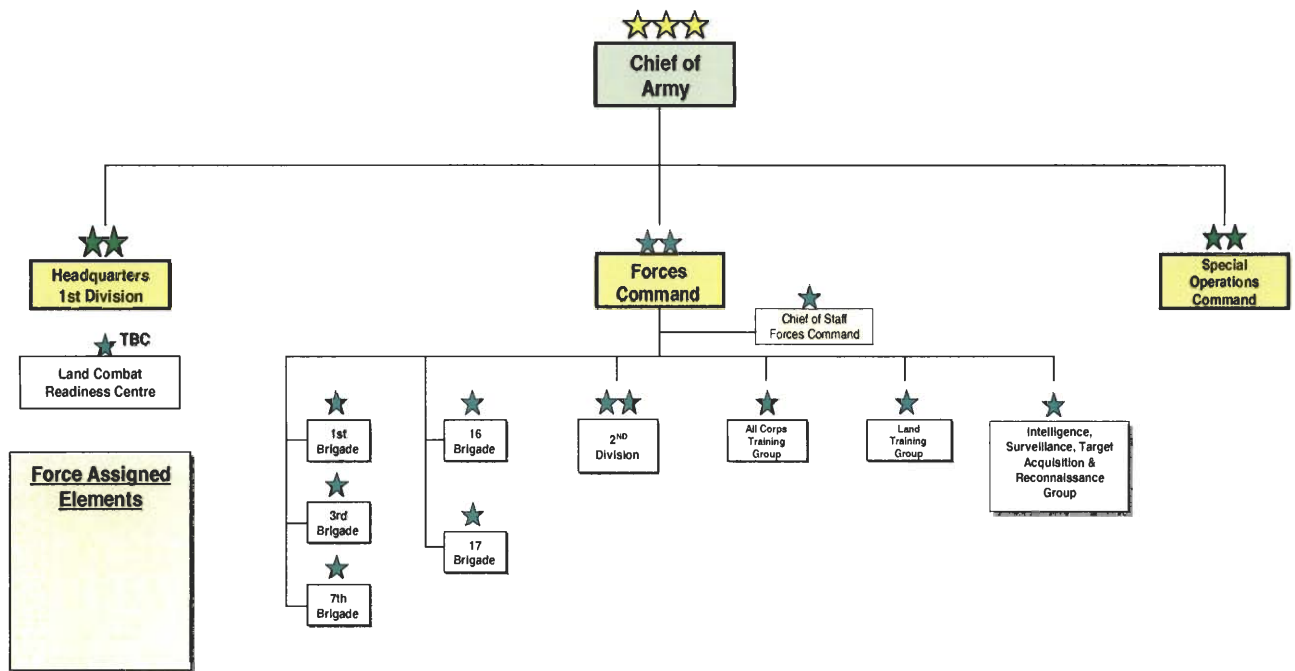 Chief of
Army
Headquarters
1st Division
Forces
Command
Special
Operations
Command
Chief of Staff
Forces Command
TBC
Land Combat
Readiness Centre
1st
Brigade
3rd
Brigade
7th
Brigade
16
Brigade
17
Brigade
2ND
Division
All Corps
Training
Group
Land
Training
Group
Intelligence,
Surveillance, Target
Acquisition &
Reconnaissance
Group
Force Assigned
Elements